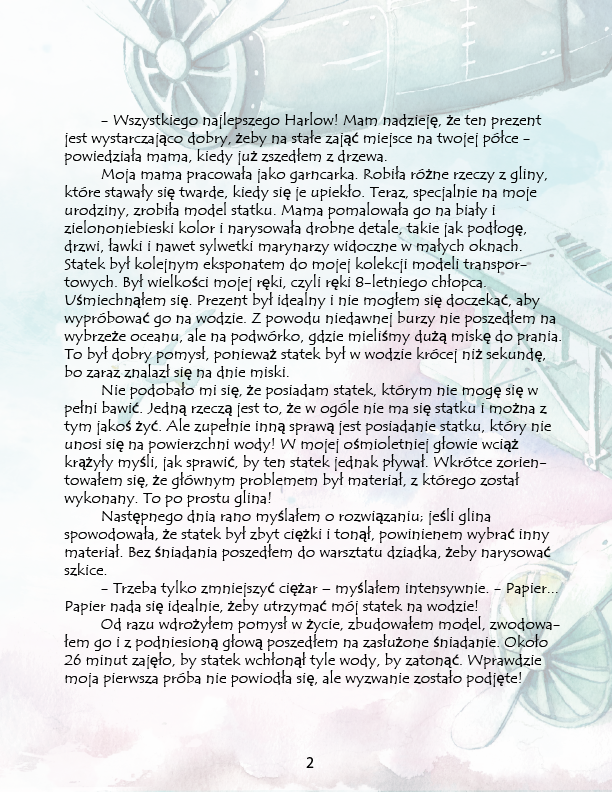 - Wszystkiego najlepszego Harlow! Mam nadzieję, że ten prezent
jest wystarczająco dobry, żeby na stałe zająć miejsce na twojej półce -
powiedziała mama, kiedy już zszedłem z drzewa.
Moja mama pracowała jako garncarka. Robiła różne rzeczy z gliny,
które stawały się twarde, kiedy się je upiekło. Teraz, specjalnie na moje
urodziny, zrobiła model statku. Mama pomalowała go na biały i
zielononiebieski kolor i narysowała drobne detale, takie jak podłogę,
drzwi, ławki i nawet sylwetki marynarzy widoczne w małych oknach.
Statek był kolejnym eksponatem do mojej kolekcji modeli transpor-
towych. Był wielkości mojej ręki, czyli ręki 8-letniego chłopca.
Uśmiechnąłem się. Prezent był idealny i nie mogłem się doczekać, aby
wypróbować go na wodzie. Z powodu niedawnej burzy nie poszedłem na
wybrzeże oceanu, ale na podwórko, gdzie mieliśmy dużą miskę do prania.
To był dobry pomysł, ponieważ statek był w wodzie krócej niż sekundę,
bo zaraz znalazł się na dnie miski.
Nie podobało mi się, że posiadam statek, którym nie mogę się w
pełni bawić. Jedną rzeczą jest to, że w ogóle nie ma się statku i można z
tym jakoś żyć. Ale zupełnie inną sprawą jest posiadanie statku, który nie
unosi się na powierzchni wody! W mojej ośmioletniej głowie wciąż
krążyły myśli, jak sprawić, by ten statek jednak pływał. Wkrótce zorien-
towałem się, że głównym problemem był materiał, z którego został
wykonany. To po prostu glina!
Następnego dnia rano myślałem o rozwiązaniu; jeśli glina
spowodowała, że statek był zbyt ciężki i tonął, powinienem wybrać inny
materiał. Bez śniadania poszedłem do warsztatu dziadka, żeby narysować
szkice.
- Trzeba tylko zmniejszyć ciężar – myślałem intensywnie. - Papier...
Papier nada się idealnie, żeby utrzymać mój statek na wodzie!
Od razu wdrożyłem pomysł w życie, zbudowałem model, zwodowa-
łem go i z podniesioną głową poszedłem na zasłużone śniadanie. Około
26 minut zajęło, by statek wchłonął tyle wody, by zatonąć. Wprawdzie
moja pierwsza próba nie powiodła się, ale wyzwanie zostało podjęte!
2